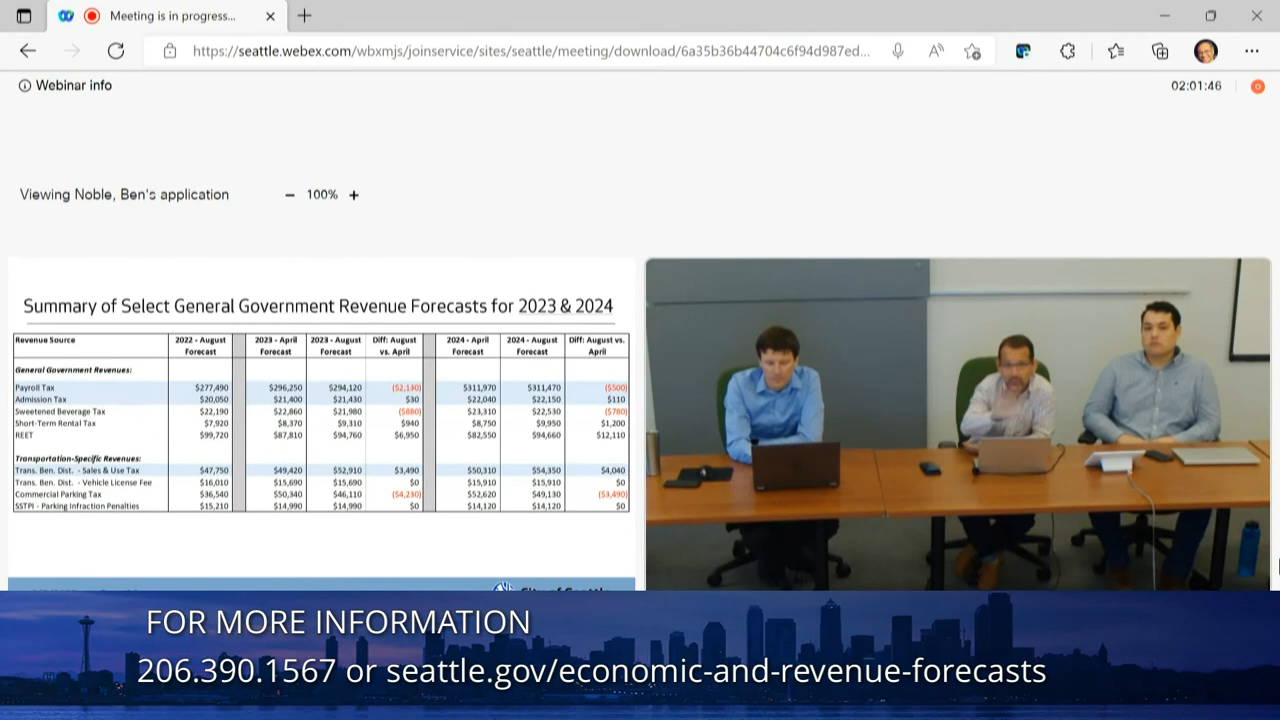 Meeting is in progress...
https://seattle.webex.com/wbxmjs/joinservice/sites/seattle/meeting/download/6a35b36b44704c6f94d987ed...
Webinar info
02:01:46
Viewing Noble, Ben's application
100%
Summary of Select General Government Revenue Forecasts for 2023 & 2024
Revenue Source 2022 - August Forecast 2023 - April Forecast 2023 - August Forecast Diff: August vs. April 2024 - April Forecast 2024 - August Forecast Diff: August vs. April
General Government Revenues:
Payroll Tax $277,490 $296,250 $294,120 ($2,130) $311,970 $311,470 ($500)
Admission Tax $20,050 $21,400 $21,430 $30 $22,040 $22,150 $110
Sweetened Beverage Tax $22,190 $22,860 $21,980 ($880) $23,310 $22,530 ($780)
Short-Term Rental Tax $7,920 $8,370 $9,310 $940 $8,750 $9,950 $1,200
REET $99,720 $87,810 $94,760 $6,950 $82,550 $94,660 $12,110
Transportation-Specific Revenues:
Trans. Ben. Dist. - Sales & Use Tax $47,750 $49,420 $52,910 $3,490 $50,310 $54,350 $4,040
Trans. Ben. Dist. - Vehicle License Fee $16,010 $15,690 $15,690 $0 $15,910 $15,910 $0
Commercial Parking Tax $36,540 $50,340 $46,110 ($4,230) $52,620 $49,130 ($3,490)
SSTPI - Parking Infraction Penalties $15,210 $14,990 $14,990 $0 $14,120 $14,120 $0
FOR MORE INFORMATION
206.390.1567 or seattle.gov/economic-and-revenue-forecasts